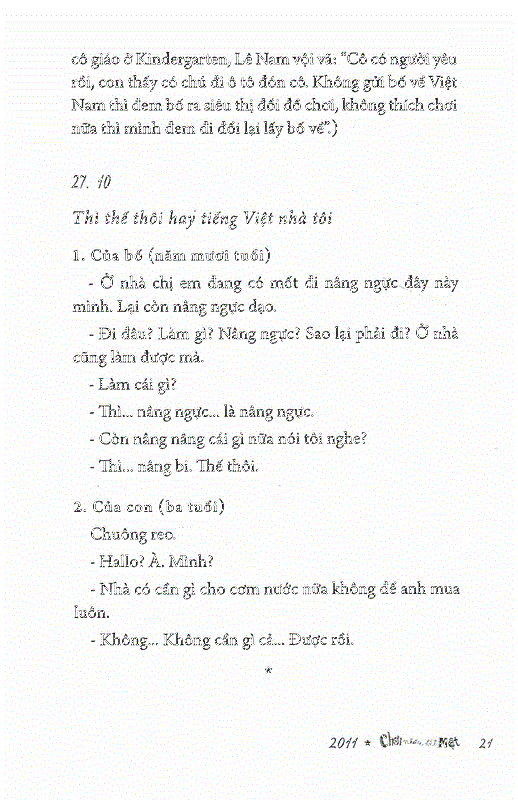 cô giáo ở Kindergarten, Lê Nam vội vã: “Cô có người yêu
rồi, con thấy có chú đi ô tô đón cô. Không gửi bố về Việt
Nam thì đem bố ra siêu thị đổi đồ chơi, không thích chơi
nữa thì mình đem đi đổi lại lấy bố về”.)
27. 10
Thì thế thôi hay tiếng Việt nhà tôi
1. Của bố (năm mươi tuổi)
- Ở nhà chị em đang có mốt đi nâng ngực đấy này
mình. Lại còn nâng ngực dạo.
- Đi đâu? Làm gì? Nâng ngực? Sao lại phải đi? Ở nhà
cũng làm được mà.
- Làm cái gì?
- Thì... nâng ngực... là nâng ngực.
- Còn nâng nâng cái gì nữa nói tôi nghe?
- Thì... nâng bi. Thế thôi.
2. Của con (ba tuổi)
Chuông reo.
- Hallo? À. Mình?
- Nhà có cần gì cho cơm nước nữa không để anh mua
luôn.
- Không... Không cần gì cả... Được rồi.
*
2011 * Chơi Mệt 21